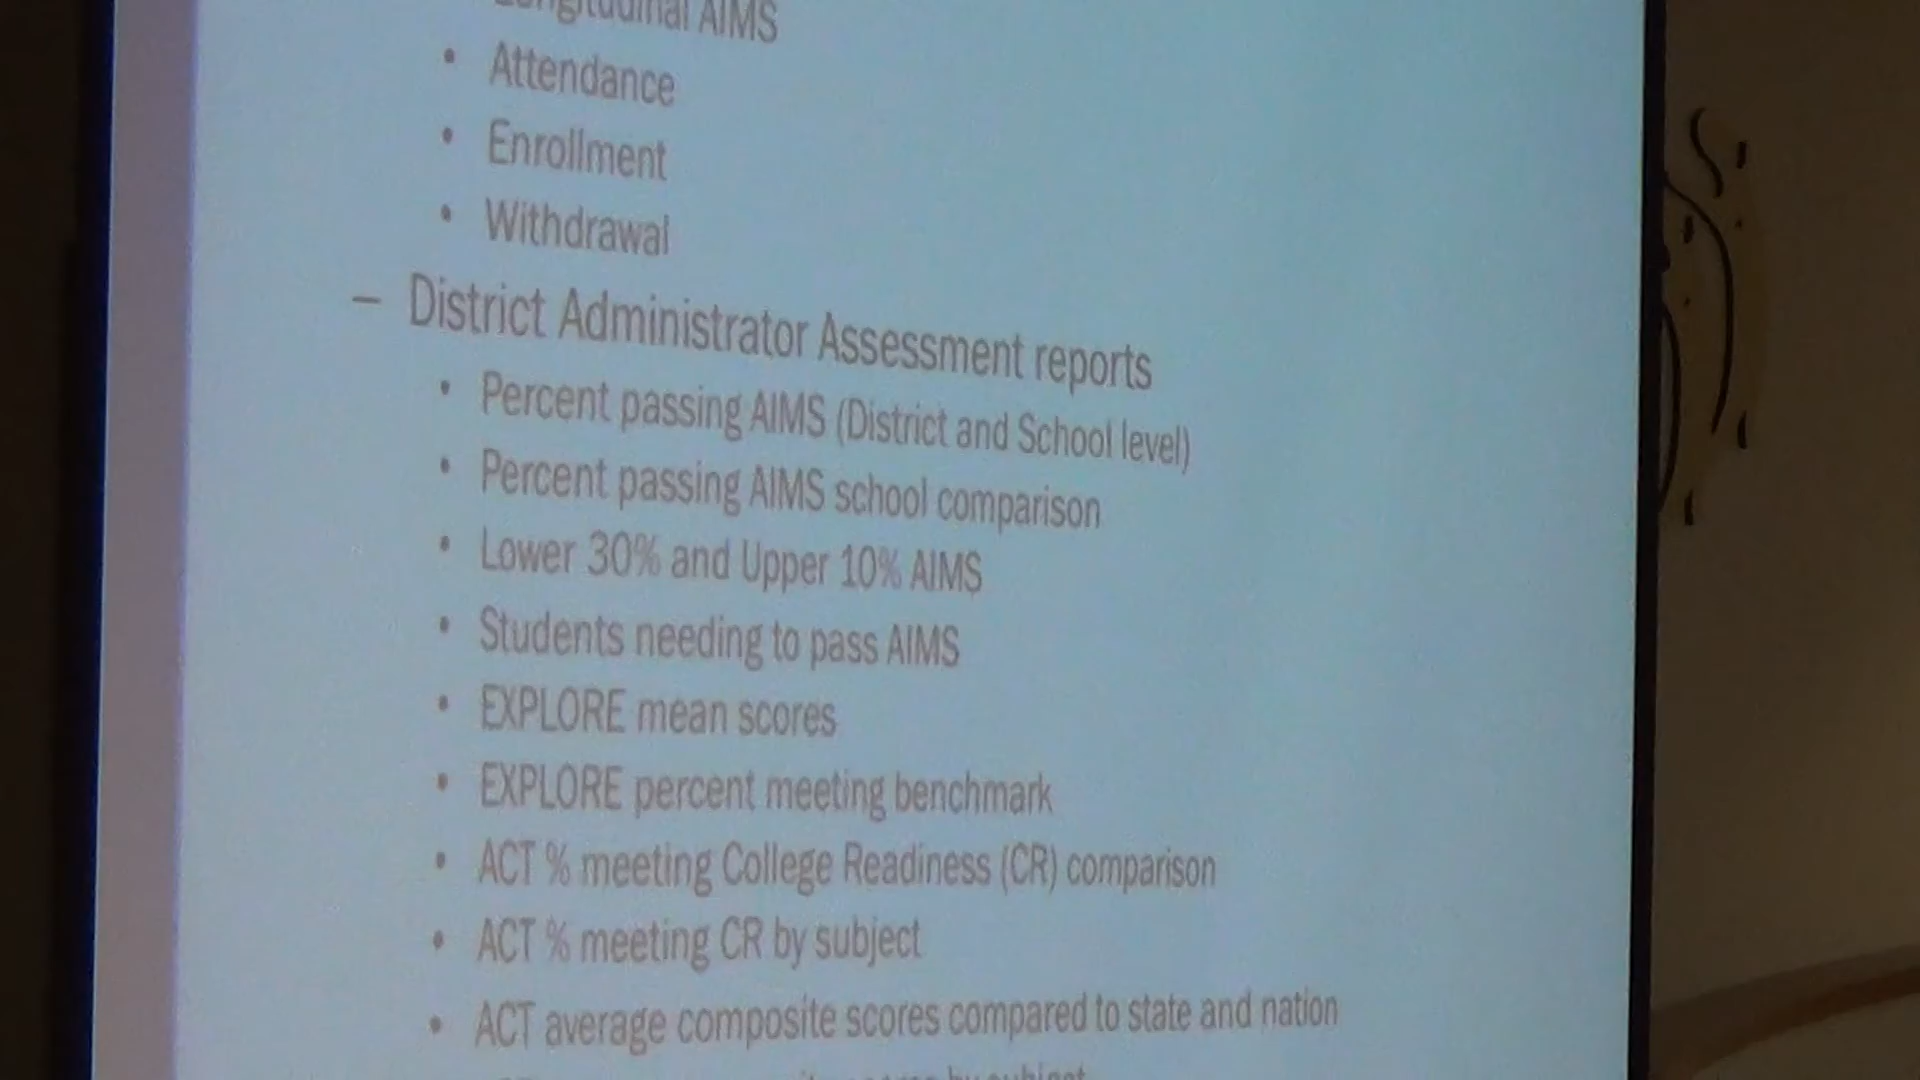 Longitudinal AIMS
• Attendance
• Enrollment
• Withdrawal
– District Administrator Assessment reports
• Percent passing AIMS (District and School level)
• Percent passing AIMS school comparison
• Lower 30% and Upper 10% AIMS
• Students needing to pass AIMS
• EXPLORE mean scores
• EXPLORE percent meeting benchmark
• ACT % meeting College Readiness (CR) comparison
• ACT % meeting CR by subject
• ACT average composite scores compared to state and nation
by subject